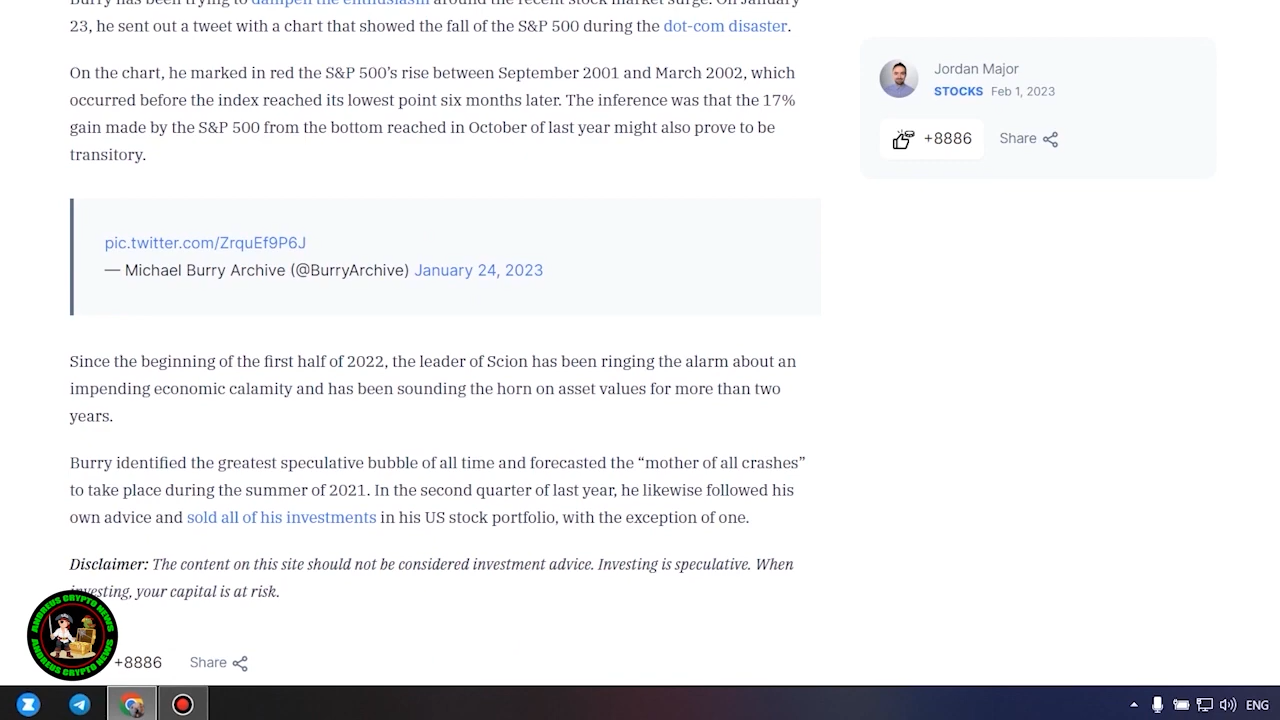 Burry has been trying to dampen the enthusiasm around the recent stock market surge. On January
23, he sent out a tweet with a chart that showed the fall of the S&P 500 during the dot-com disaster.
On the chart, he marked in red the S&P 500’s rise between September 2001 and March 2002, which
occurred before the index reached its lowest point six months later. The inference was that the 17%
gain made by the S&P 500 from the bottom reached in October of last year might also prove to be
transitory.
pic.twitter.com/ZrquEf9P6J
— Michael Burry Archive (@BurryArchive) January 24, 2023
Since the beginning of the first half of 2022, the leader of Scion has been ringing the alarm about an
impending economic calamity and has been sounding the horn on asset values for more than two
years.
Burry identified the greatest speculative bubble of all time and forecasted the “mother of all crashes”
to take place during the summer of 2021. In the second quarter of last year, he likewise followed his
own advice and sold all of his investments in his US stock portfolio, with the exception of one.
Disclaimer: The content on this site should not be considered investment advice. Investing is speculative. When
investing, your capital is at risk.
+8886 Share
Jordan Major
STOCKS Feb 1, 2023
+8886 Share
ANDREUS CRYPTO NEWS
ANDREUS CRYPTO NEWS
ENG